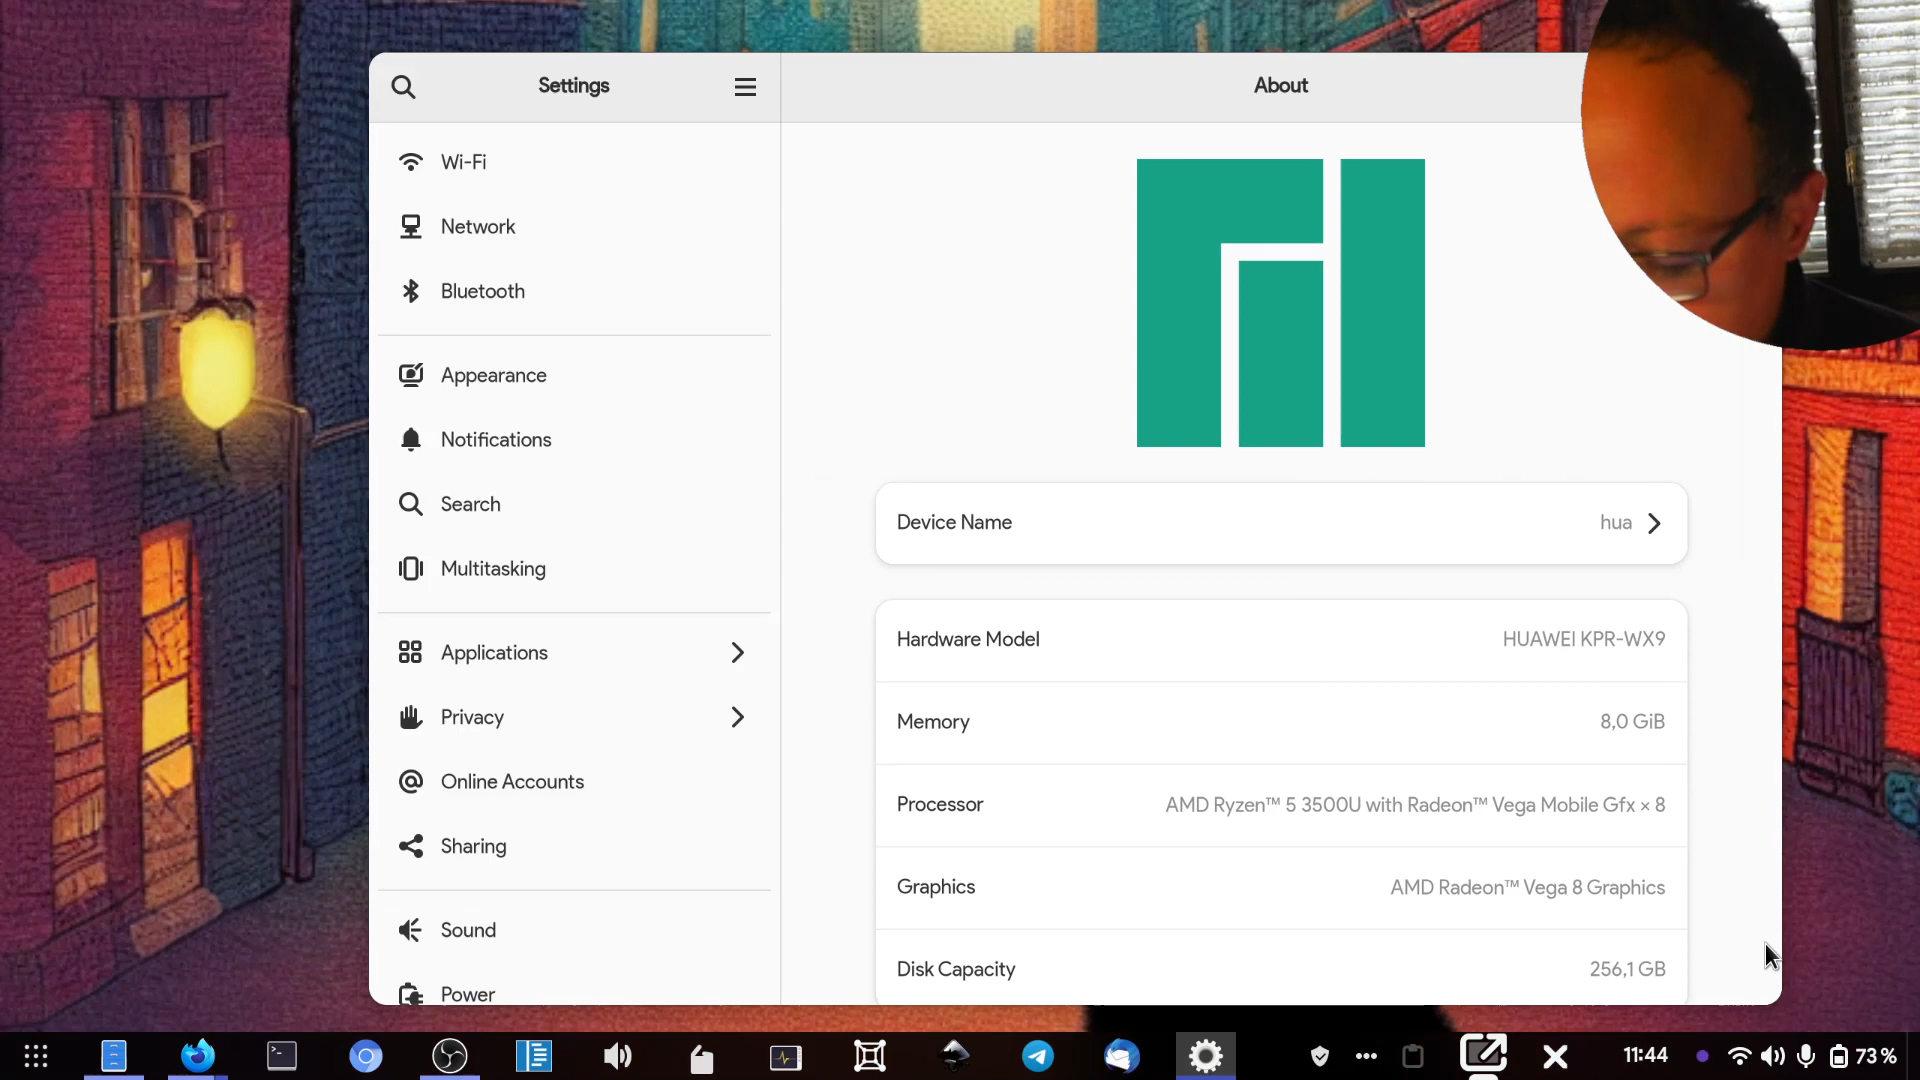 Settings
About
Wi-Fi
Network
Bluetooth
Appearance
Notifications
Search
Multitasking
Applications
Privacy
Online Accounts
Sharing
Sound
Power
Device Name hua
Hardware Model HUAWEI KPR-WX9
Memory 8,0 GiB
Processor AMD Ryzen™ 5 3500U with Radeon™ Vega Mobile Gfx × 8
Graphics AMD Radeon™ Vega 8 Graphics
Disk Capacity 256,1 GB
11:44 73 %